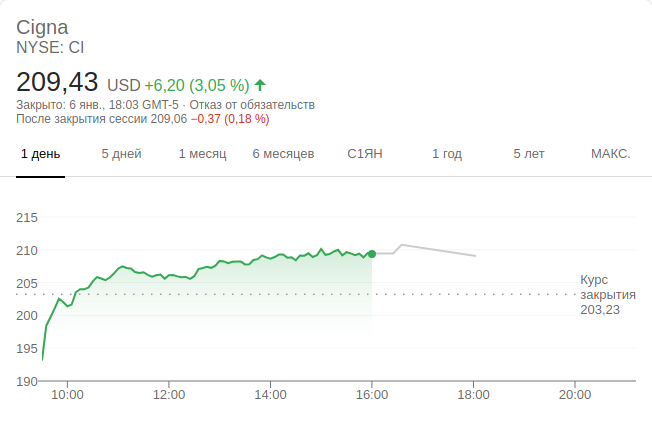 Cigna
NYSE: CI
209,43 USD +6,20 (3,05 %)
Закрыто: 6 янв., 18:03 GMT-5 · Отказ от обязательств
После закрытия сессии 209,06 −0,37 (0,18 %)
1 день 5 дней 1 месяц 6 месяцев С1ЯН 1 год 5 лет МАКС.
215
210
205
200
195
190
Курс
закрытия
203,23
10:00 12:00 14:00 16:00 18:00 20:00